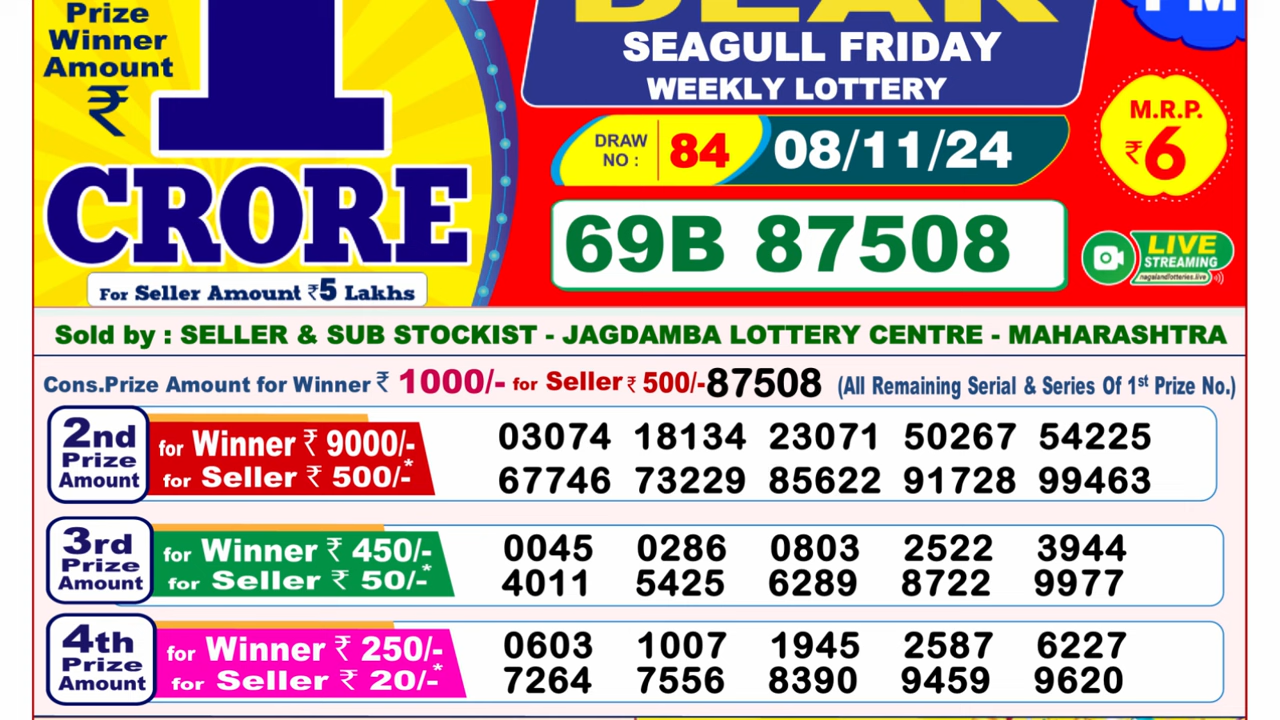 Prize
Winner
Amount
₹
1
CRORE
For Seller Amount ₹5 Lakhs
DEAR
SEAGULL FRIDAY
WEEKLY LOTTERY
DRAW NO : 84 08/11/24
69B 87508
PM
M.R.P.
₹6
LIVE
STREAMING
nagalandlotteries.live
Sold by : SELLER & SUB STOCKIST - JAGDAMBA LOTTERY CENTRE - MAHARASHTRA
Cons.Prize Amount for Winner ₹ 1000/- for Seller ₹ 500/- 87508 (All Remaining Serial & Series Of 1st Prize No.)
2nd
Prize
Amount
for Winner ₹ 9000/-
for Seller ₹ 500/-*
03074 18134 23071 50267 54225
67746 73229 85622 91728 99463
3rd
Prize
Amount
for Winner ₹ 450/-
for Seller ₹ 50/-*
0045 0286 0803 2522 3944
4011 5425 6289 8722 9977
4th
Prize
Amount
for Winner ₹ 250/-
for Seller ₹ 20/-*
0603 1007 1945 2587 6227
7264 7556 8390 9459 9620